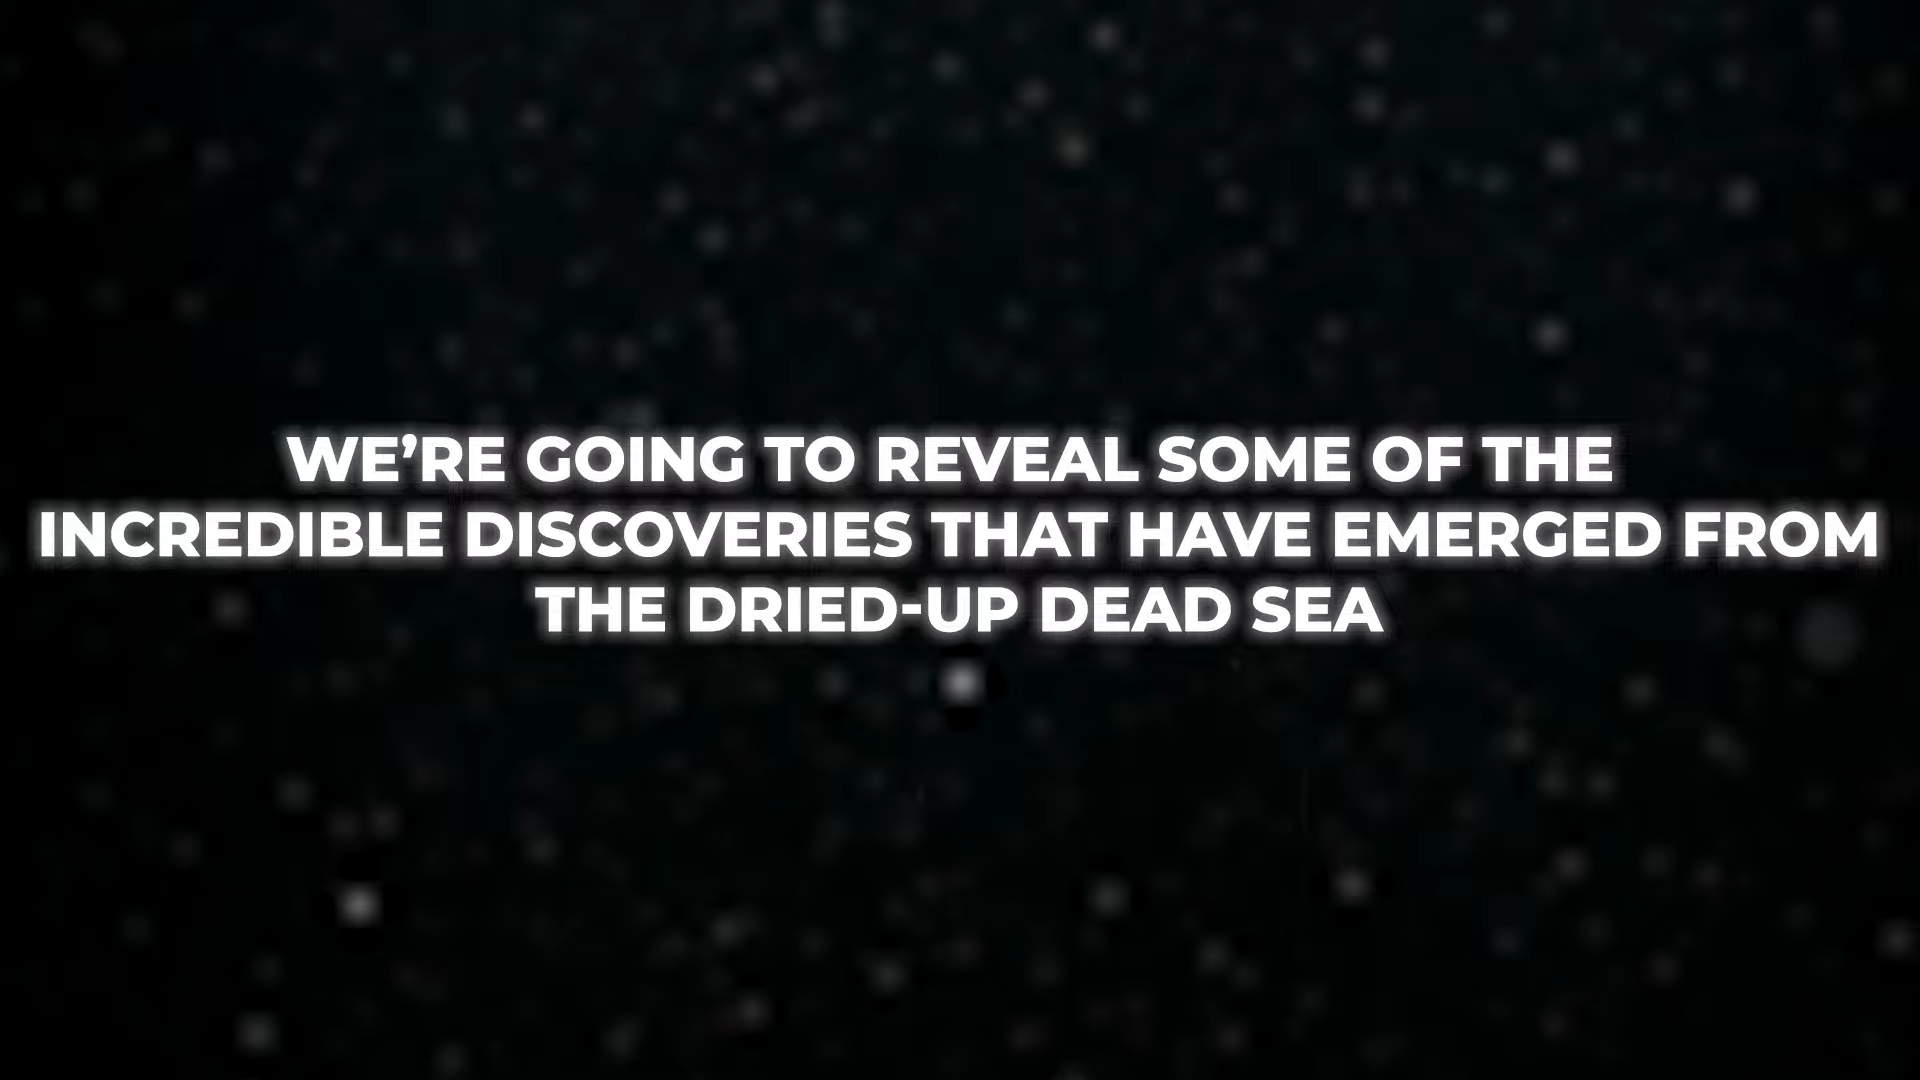 WE’RE GOING TO REVEAL SOME OF THE
INCREDIBLE DISCOVERIES THAT HAVE EMERGED FROM
THE DRIED-UP DEAD SEA